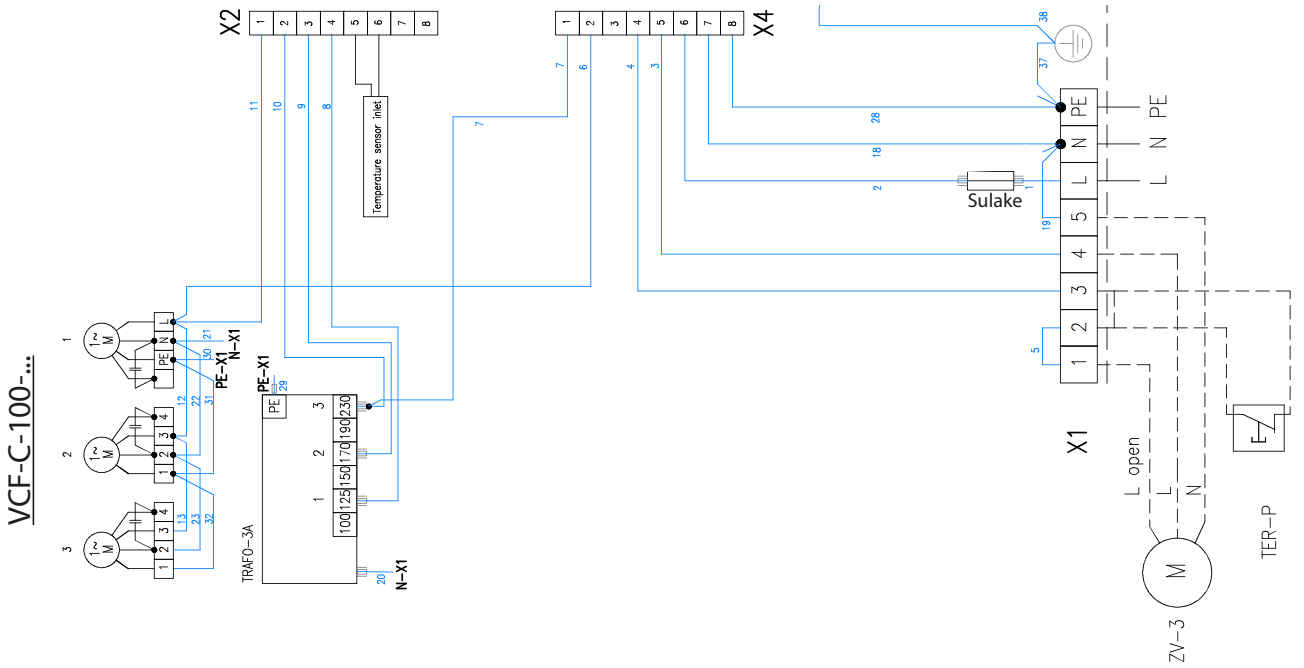 VCF-C-100-...
X2
1 2 3 4 5 6 7 8
X4
1 2 3 4 5 6 7 8
11 10 9 8
Temperature sensor inlet
7
7 6 4 3
38
37
28
18
2
1
Sulake
19
5
X1
1 2 3 4 5 L N PE
L N PE
1
1~
M
PE N L
21
30
N-X1
PE-X1
12 22 31
2
1~
M
1 2 3 4
13 23 32
3
1~
M
1 2 3 4
TRAFO-3A
PE
PE-X1
29
1 2 3
100 125 150 170 190 230
20
N-X1
L open
L
N
M
ZV-3
TER-P